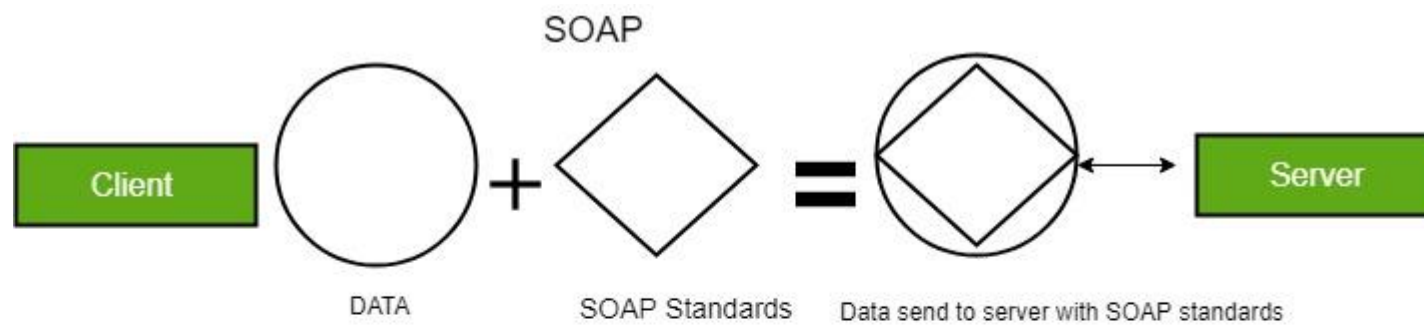 SOAP
Client
+
=
Server
DATA
SOAP Standards
Data send to server with SOAP standards